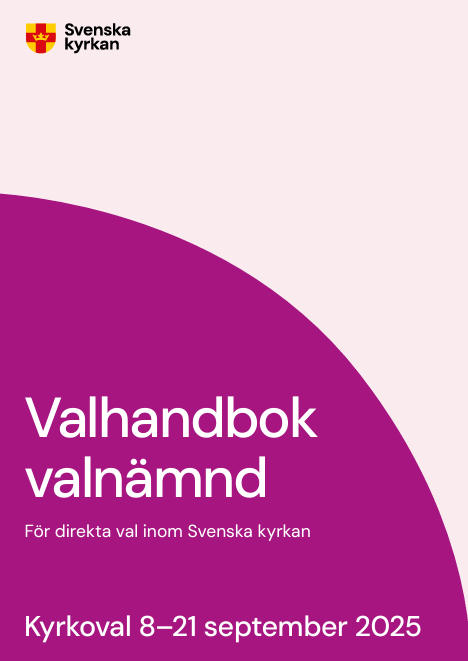 Svenska
kyrkan
Valhandbok
valnämnd
För direkta val inom Svenska kyrkan
Kyrkoval 8–21 september 2025